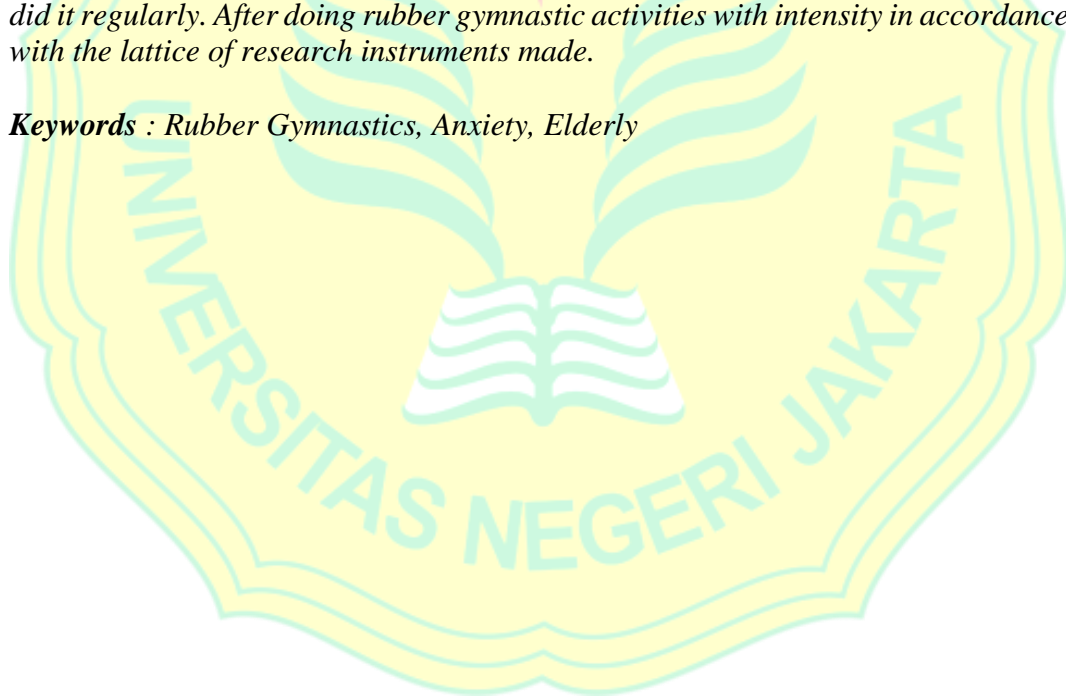 did it regularly. After doing rubber gymnastic activities with intensity in accordance
with the lattice of research instruments made.
Keywords : Rubber Gymnastics, Anxiety, Elderly
UNIVERSITAS NEGERI JAKARTA